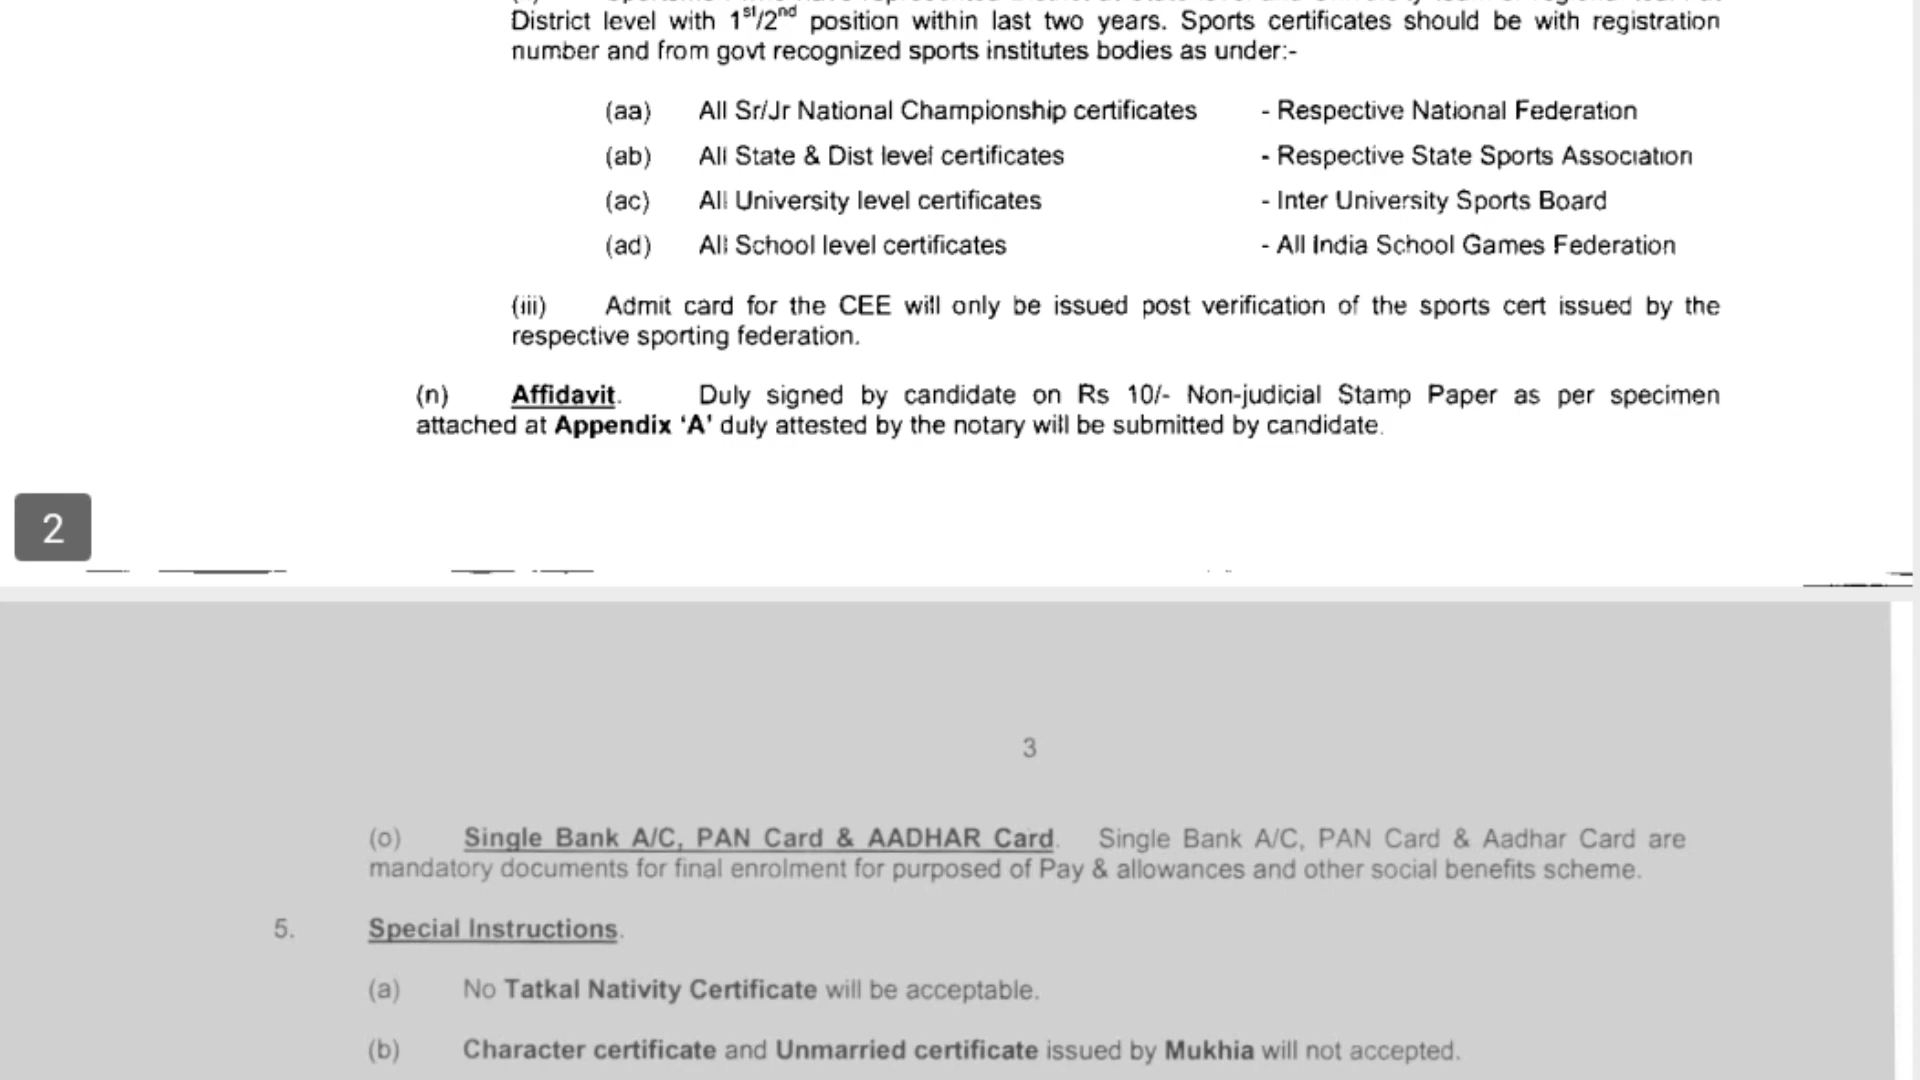 District level with 1st/2nd position within last two years. Sports certificates should be with registration
number and from govt recognized sports institutes bodies as under:-
(aa) All Sr/Jr National Championship certificates - Respective National Federation
(ab) All State & Dist level certificates - Respective State Sports Association
(ac) All University level certificates - Inter University Sports Board
(ad) All School level certificates - All India School Games Federation
(iii) Admit card for the CEE will only be issued post verification of the sports cert issued by the
respective sporting federation.
(n) Affidavit. Duly signed by candidate on Rs 10/- Non-judicial Stamp Paper as per specimen
attached at Appendix ‘A’ duly attested by the notary will be submitted by candidate.
2
3
(o) Single Bank A/C, PAN Card & AADHAR Card. Single Bank A/C, PAN Card & Aadhar Card are
mandatory documents for final enrolment for purposed of Pay & allowances and other social benefits scheme.
5. Special Instructions.
(a) No Tatkal Nativity Certificate will be acceptable.
(b) Character certificate and Unmarried certificate issued by Mukhia will not accepted.